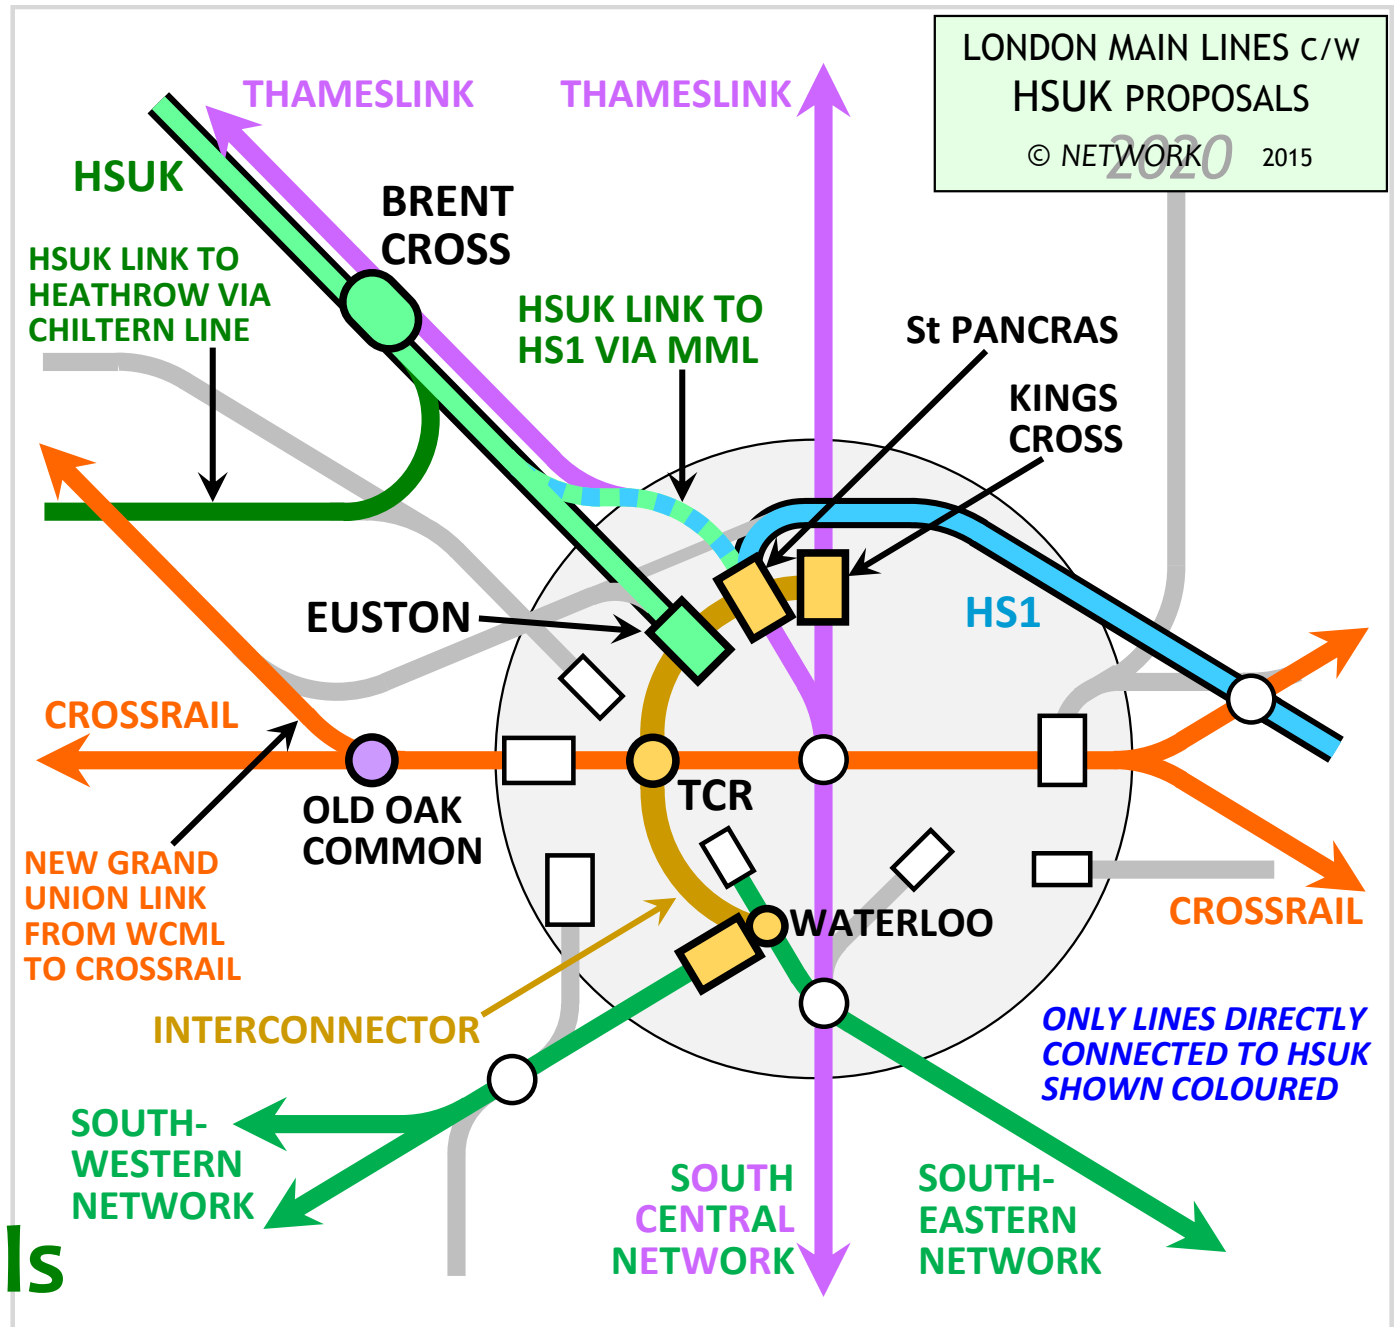 LONDON MAIN LINES C/W
HSUK PROPOSALS
© NETWORK 2020 2015
THAMESLINK
THAMESLINK
HSUK
BRENT
CROSS
HSUK LINK TO
HEATHROW VIA
CHILTERN LINE
HSUK LINK TO
HS1 VIA MML
St PANCRAS
KINGS
CROSS
EUSTON
HS1
CROSSRAIL
TCR
OLD OAK
COMMON
NEW GRAND
UNION LINK
FROM WCML
TO CROSSRAIL
CROSSRAIL
WATERLOO
INTERCONNECTOR
ONLY LINES DIRECTLY
CONNECTED TO HSUK
SHOWN COLOURED
SOUTH-
WESTERN
NETWORK
SOUTH
CENTRAL
NETWORK
SOUTH-
EASTERN
NETWORK
ls